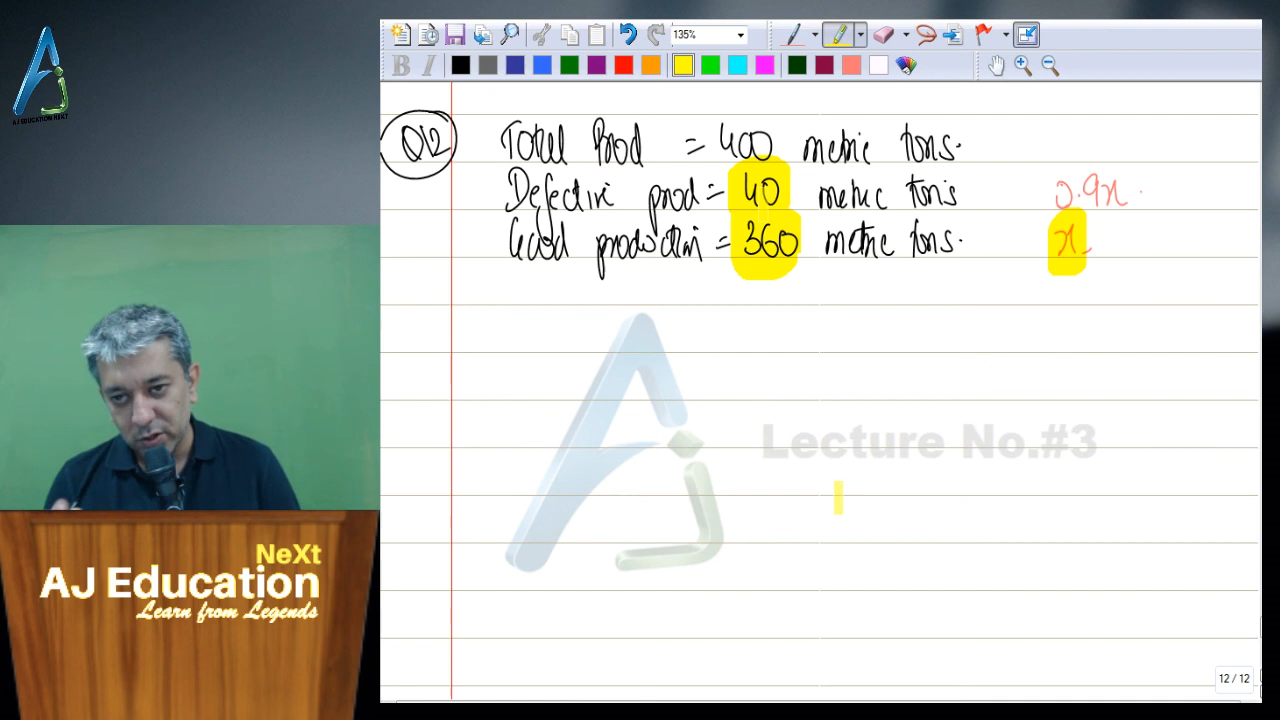 AJ EDUCATION NEXT
135%
B I
Q12
Total Prod = 400 metric tons.
Defective prod = 40 metric tons
0.9x.
Good production = 360 metric tons.
x
Lecture No.#3
NeXt
AJ Education
Learn from Legends
12 / 12